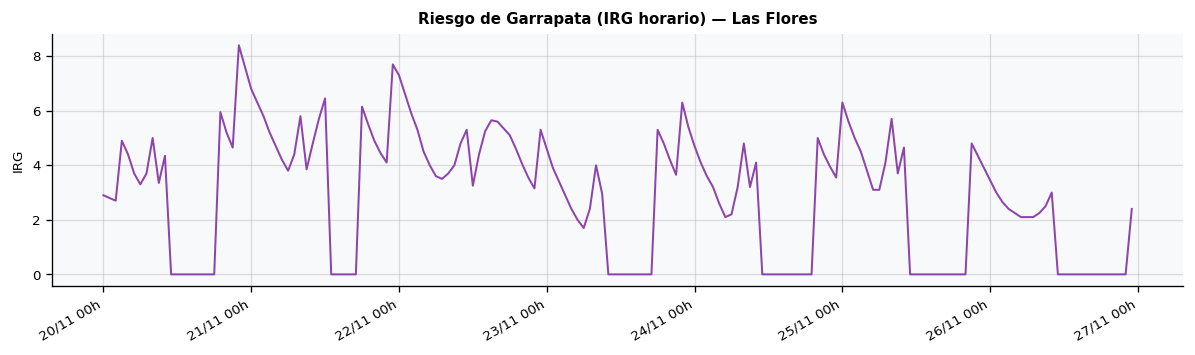 Riesgo de Garrapata (IRG horario) — Las Flores
IRG
8
6
4
2
0
20/11 00h
21/11 00h
22/11 00h
23/11 00h
24/11 00h
25/11 00h
26/11 00h
27/11 00h